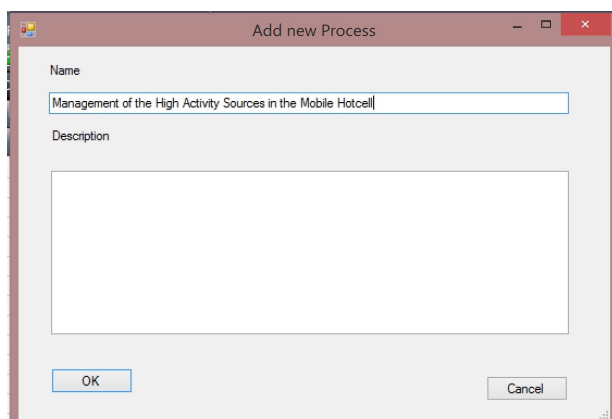 Add new Process
Name
Management of the High Activity Sources in the Mobile Hotcell
Description
OK
Cancel